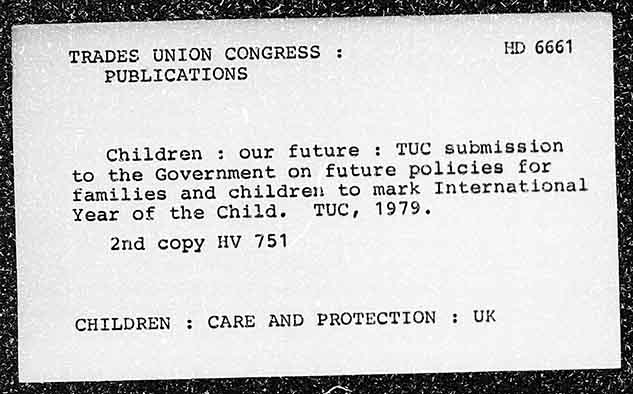 TRADES UNION CONGRESS : HD 6661
PUBLICATIONS
Children : our future : TUC submission
to the Government on future policies for
families and children to mark International
Year of the Child. TUC, 1979.
2nd copy HV 751
CHILDREN : CARE AND PROTECTION : UK